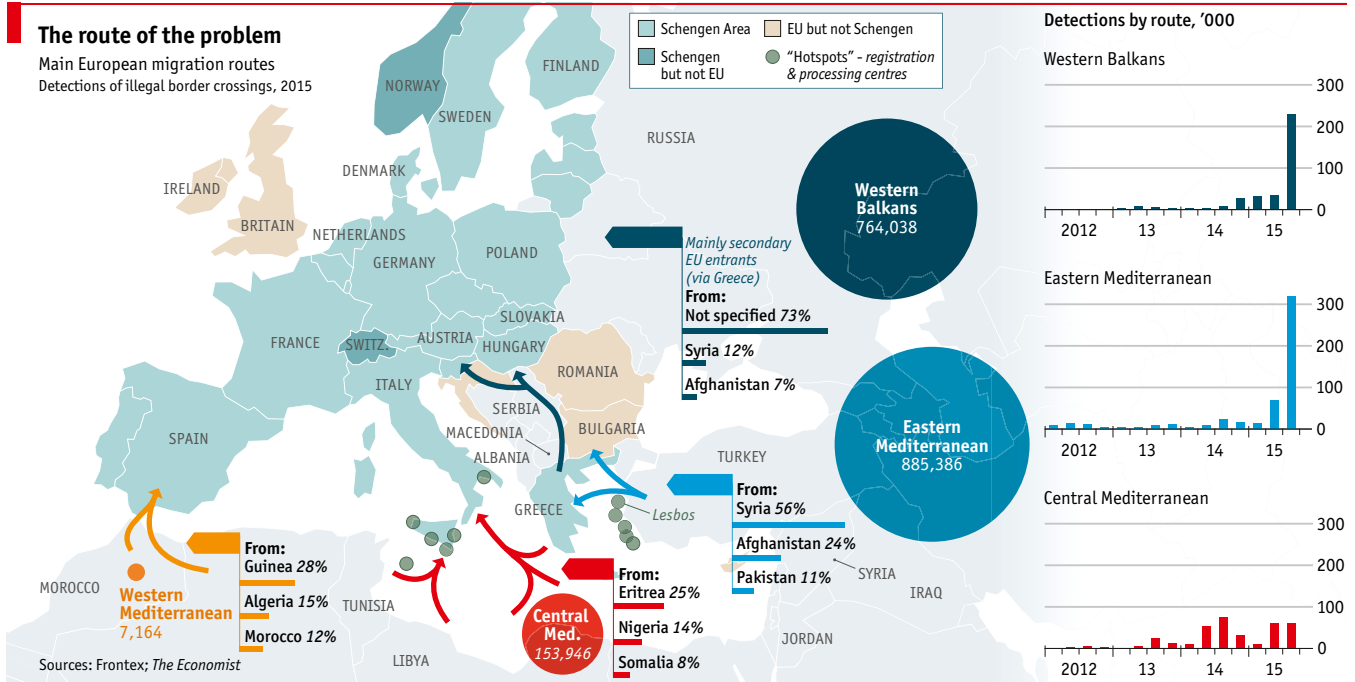 The route of the problem
Main European migration routes
Detections of illegal border crossings, 2015
Schengen Area
Schengen
but not EU
EU but not Schengen
“Hotspots” - registration
& processing centres
NORWAY
SWEDEN
FINLAND
RUSSIA
DENMARK
IRELAND
BRITAIN
NETHERLANDS
GERMANY
POLAND
SLOVAKIA
FRANCE
SWITZ.
AUSTRIA
HUNGARY
ROMANIA
ITALY
SERBIA
MACEDONIA
BULGARIA
ALBANIA
SPAIN
GREECE
TURKEY
Lesbos
SYRIA
IRAQ
JORDAN
MOROCCO
TUNISIA
LIBYA
Western
Balkans
764,038
Mainly secondary
EU entrants
(via Greece)
From:
Not specified 73%
Syria 12%
Afghanistan 7%
Eastern
Mediterranean
885,386
From:
Syria 56%
Afghanistan 24%
Pakistan 11%
Central
Med.
153,946
From:
Eritrea 25%
Nigeria 14%
Somalia 8%
Western
Mediterranean
7,164
From:
Guinea 28%
Algeria 15%
Morocco 12%
Sources: Frontex; The Economist
Detections by route, ’000
Western Balkans
300
200
100
0
2012 13 14 15
Eastern Mediterranean
300
200
100
0
2012 13 14 15
Central Mediterranean
300
200
100
0
2012 13 14 15